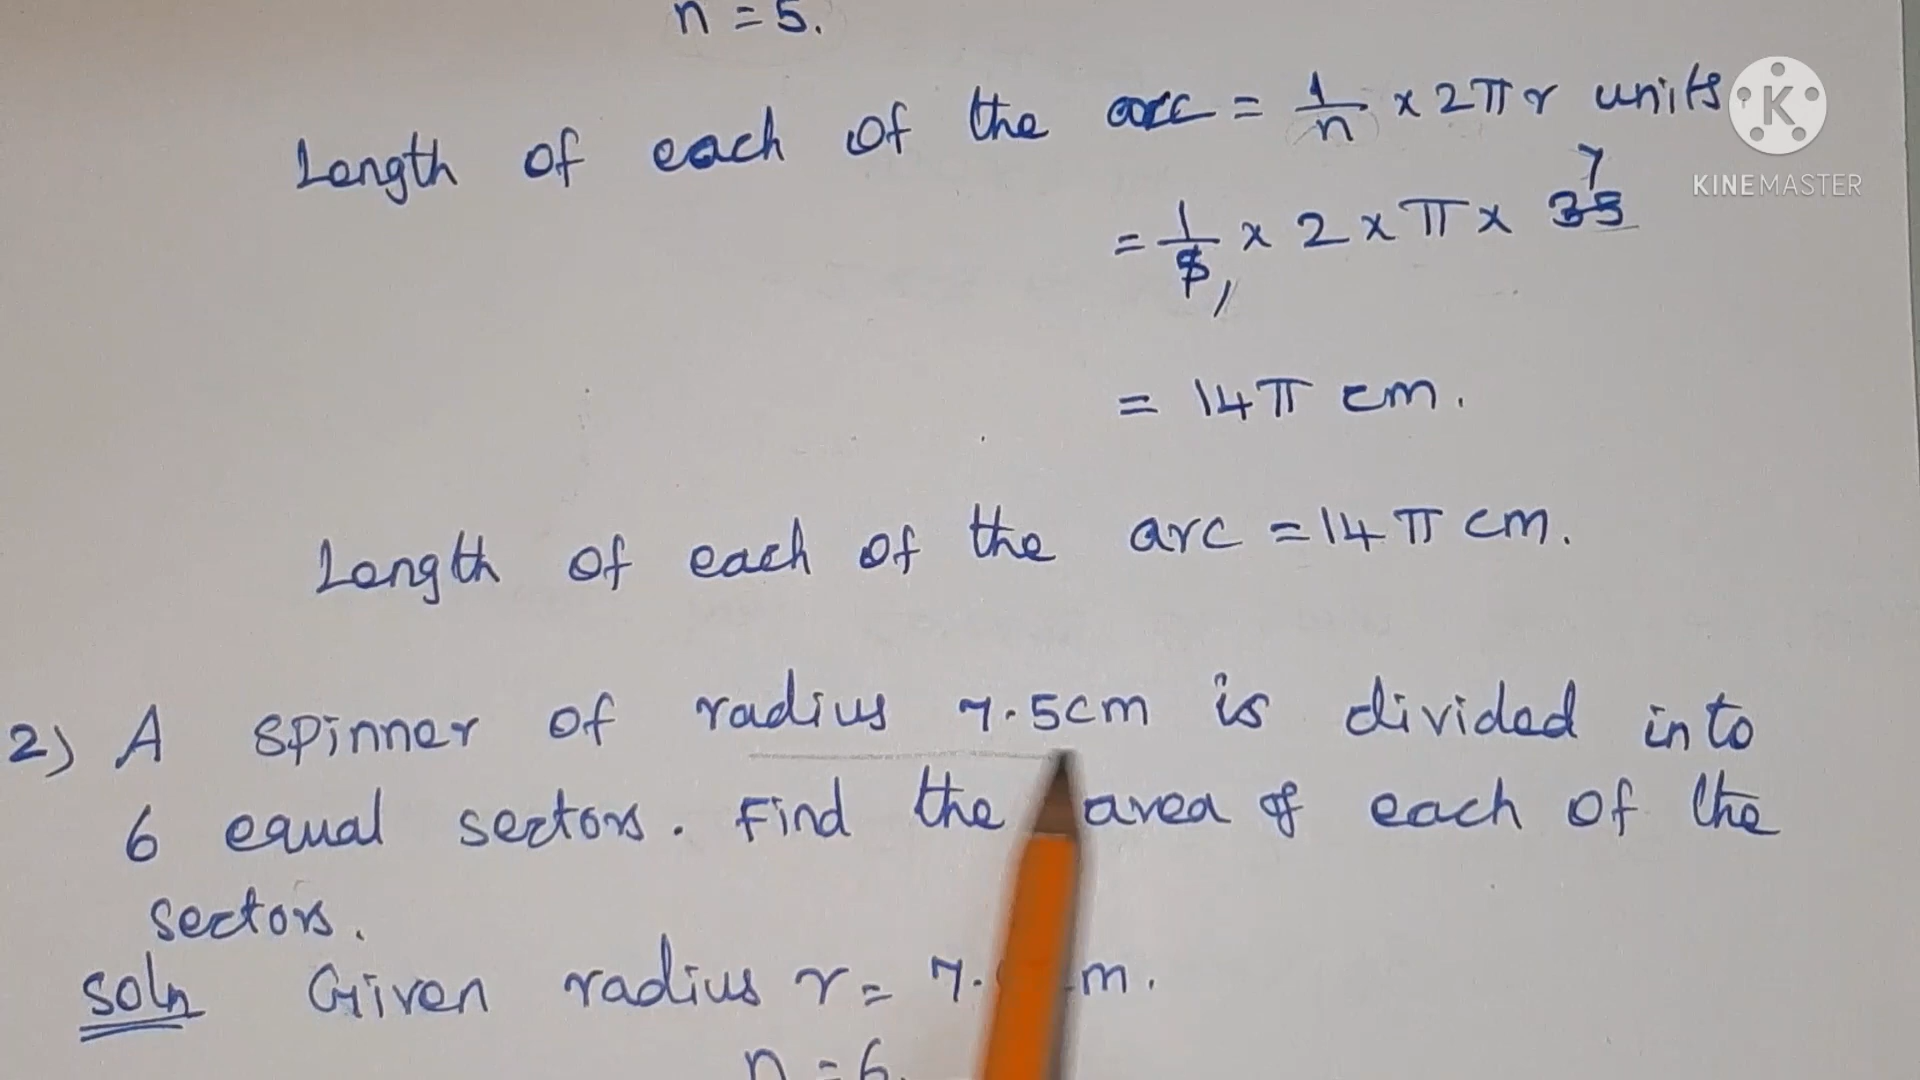 n = 5.
Length of each of the arc = 1/n × 2πr units
= 1/5 × 2 × π × 35 7
1
= 14π cm.
Length of each of the arc = 14π cm.
2) A spinner of radius 7.5cm is divided into
6 equal sectors. Find the area of each of the
sectors.
soln Given radius r = 7. m.
n = 6.
K
KINEMASTER